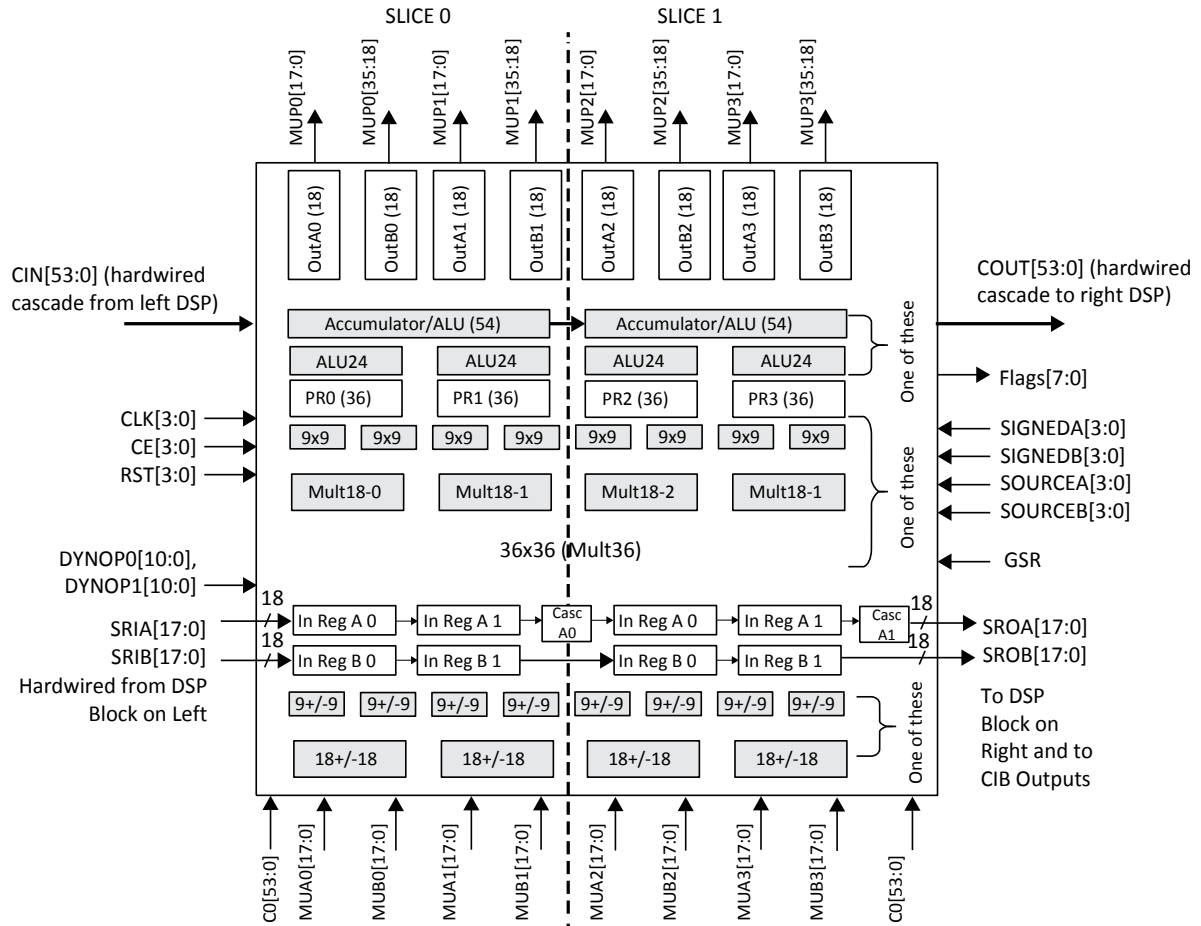 SLICE 0
SLICE 1
MUP0[17:0]
MUP0[35:18]
MUP1[17:0]
MUP1[35:18]
MUP2[17:0]
MUP2[35:18]
MUP3[17:0]
MUP3[35:18]
OutA0 (18)
OutB0 (18)
OutA1 (18)
OutB1 (18)
OutA2 (18)
OutB2 (18)
OutA3 (18)
OutB3 (18)
CIN[53:0] (hardwired
cascade from left DSP)
COUT[53:0] (hardwired
cascade to right DSP)
Accumulator/ALU (54)
Accumulator/ALU (54)
One of these
ALU24
ALU24
ALU24
ALU24
Flags[7:0]
PR0 (36)
PR1 (36)
PR2 (36)
PR3 (36)
CLK[3:0]
CE[3:0]
RST[3:0]
9x9
9x9
9x9
9x9
9x9
9x9
9x9
9x9
SIGNEDA[3:0]
SIGNEDB[3:0]
SOURCEA[3:0]
SOURCEB[3:0]
Mult18-0
Mult18-1
Mult18-2
Mult18-1
One of these
36x36 (Mult36)
GSR
DYNOP0[10:0],
DYNOP1[10:0]
18
SRIA[17:0]
18
SRIB[17:0]
Hardwired from DSP
Block on Left
In Reg A 0
In Reg A 1
Casc
A0
In Reg A 0
In Reg A 1
Casc
A1
18
SROA[17:0]
In Reg B 0
In Reg B 1
In Reg B 0
In Reg B 1
18
SROB[17:0]
To DSP
Block on
Right and to
CIB Outputs
9+/-9
9+/-9
9+/-9
9+/-9
9+/-9
9+/-9
9+/-9
9+/-9
One of these
18+/-18
18+/-18
18+/-18
18+/-18
C0[53:0]
MUA0[17:0]
MUB0[17:0]
MUA1[17:0]
MUB1[17:0]
MUA2[17:0]
MUB2[17:0]
MUA3[17:0]
MUB3[17:0]
C0[53:0]